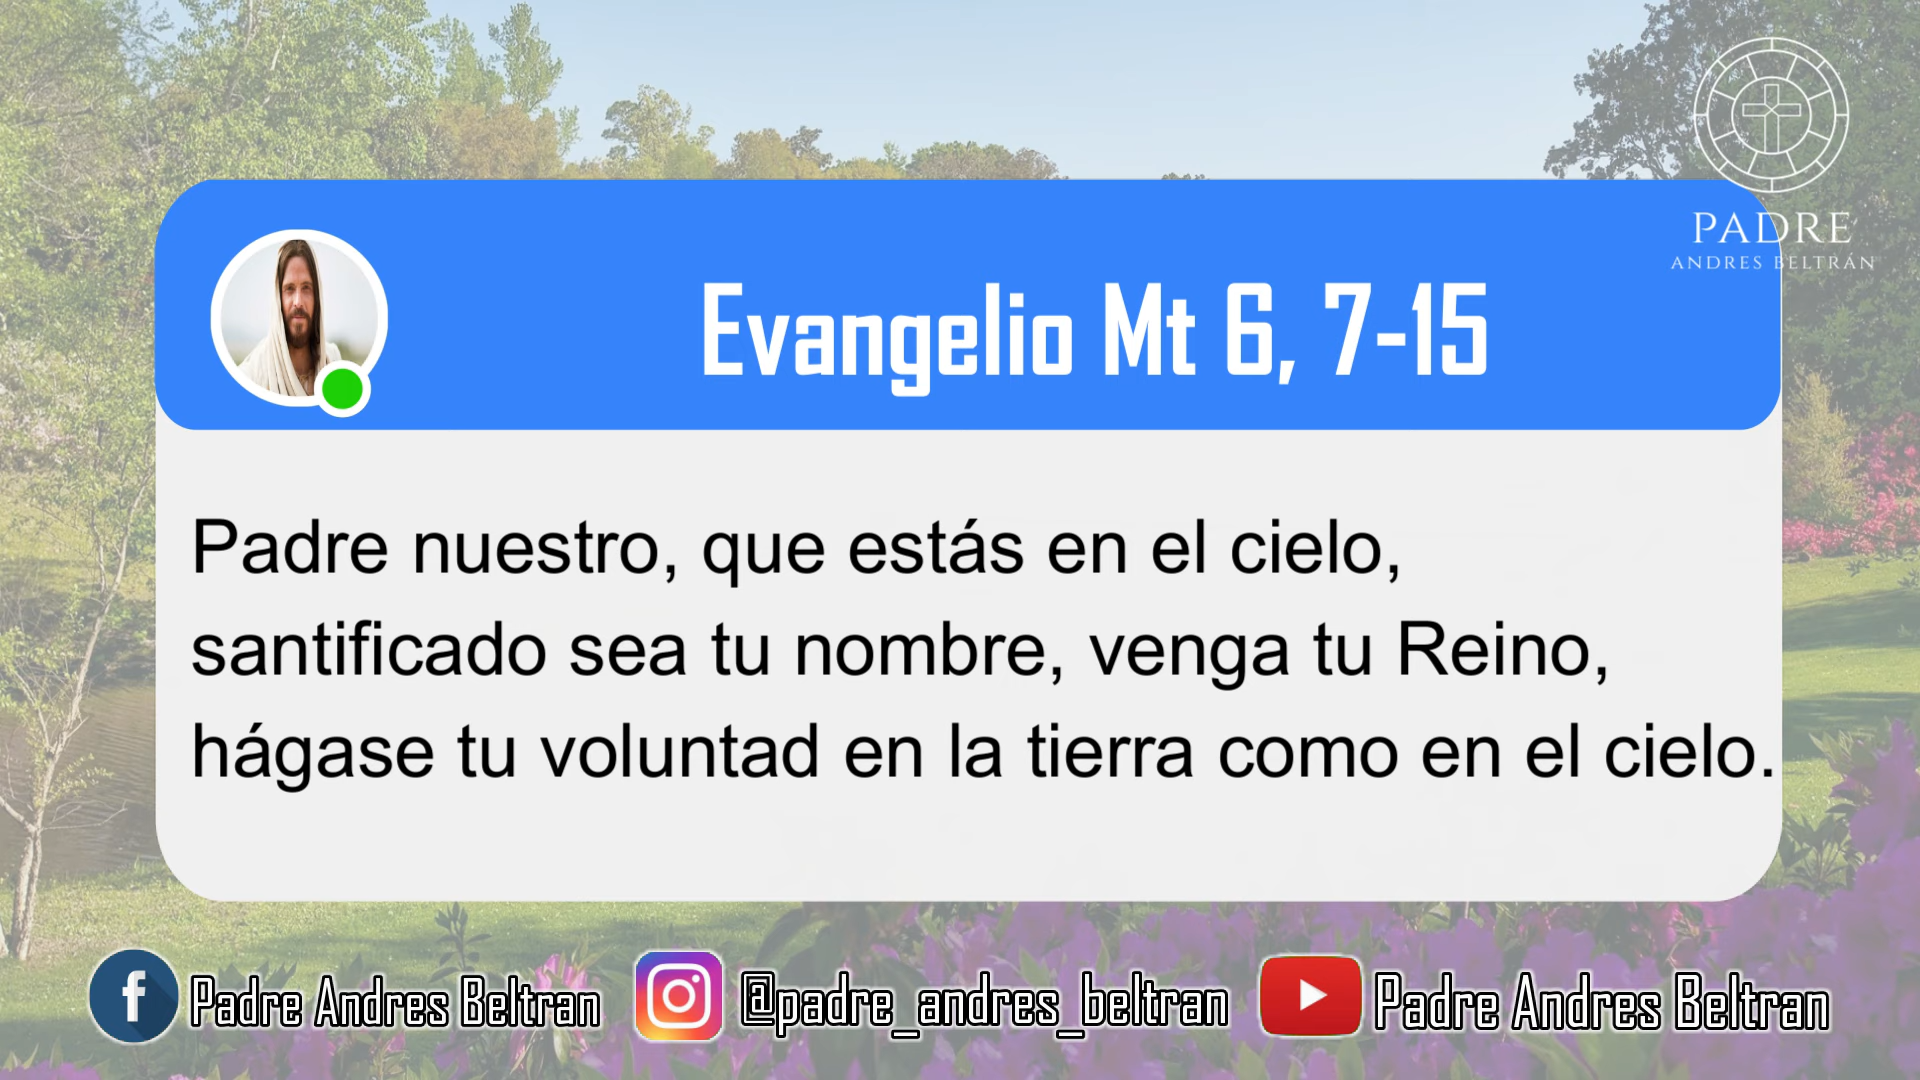 PADRE
ANDRES BELTRÁN
Evangelio Mt 6, 7-15
Padre nuestro, que estás en el cielo,
santificado sea tu nombre, venga tu Reino,
hágase tu voluntad en la tierra como en el cielo.
Padre Andres Beltran
@padre_andres_beltran
Padre Andres Beltran